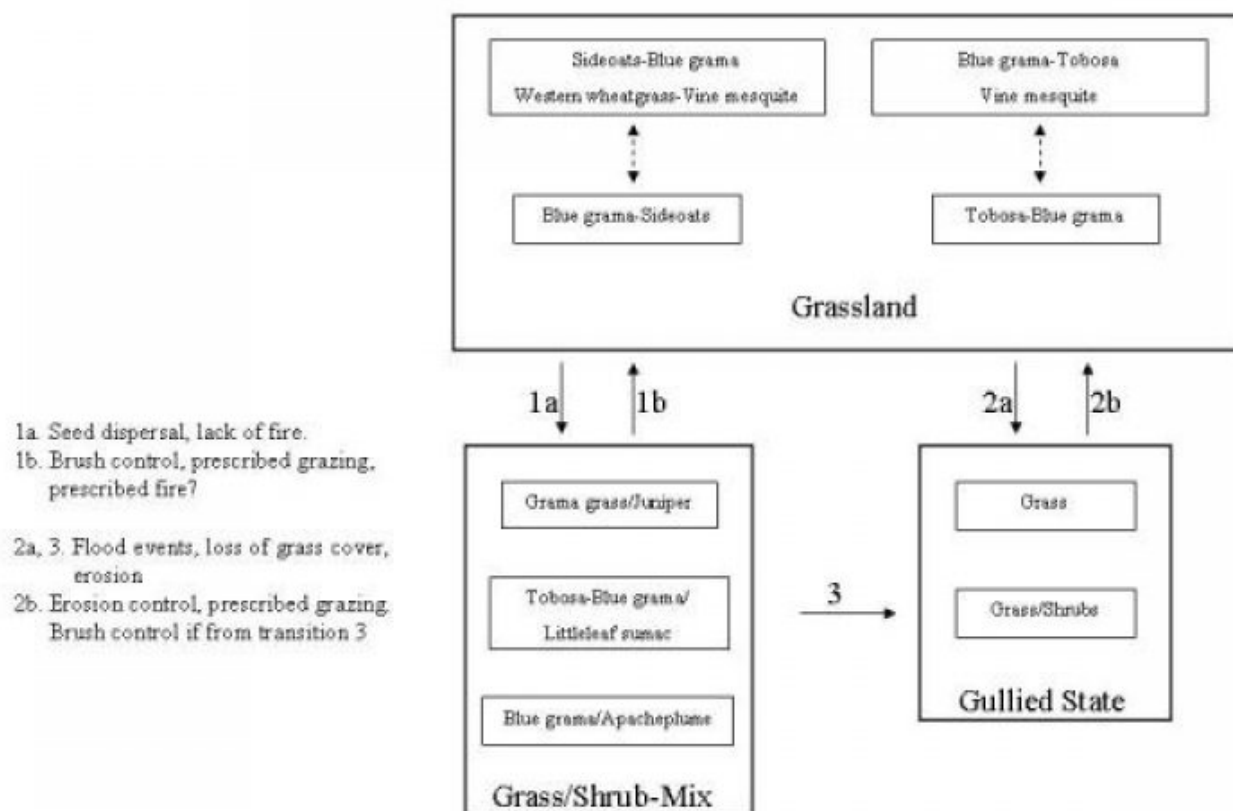 Sideoats-Blue grama
Western wheatgrass-Vine mesquite
Blue grama-Tobosa
Vine mesquite
Blue grama-Sideoats
Tobosa-Blue grama
Grassland
1a
1b
2a
2b
1a. Seed dispersal, lack of fire.
1b. Brush control, prescribed grazing,
prescribed fire?
2a, 3. Flood events, loss of grass cover,
erosion
2b. Erosion control, prescribed grazing.
Brush control if from transition 3
Grama grass/Juniper
Tobosa-Blue grama/
Littleleaf sumac
Blue grama/Apacheplume
Grass/Shrub-Mix
3
Grass
Grass/Shrubs
Gullied State